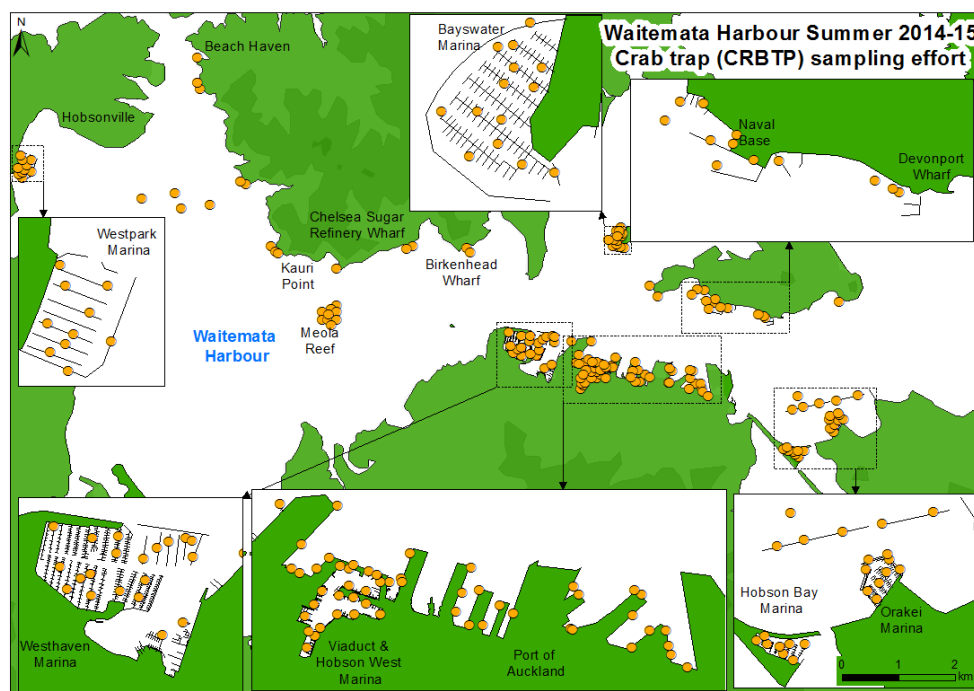 N
Waitemata Harbour Summer 2014-15
Crab trap (CRBTP) sampling effort
Beach Haven
Bayswater
Marina
Hobsonville
Naval
Base
Devonport
Wharf
Westpark
Marina
Chelsea Sugar
Refinery Wharf
Kauri
Point
Birkenhead
Wharf
Meola
Reef
Waitemata
Harbour
Westhaven
Marina
Viaduct &
Hobson West
Marina
Port of
Auckland
Hobson Bay
Marina
Orakei
Marina
0 1 2
km